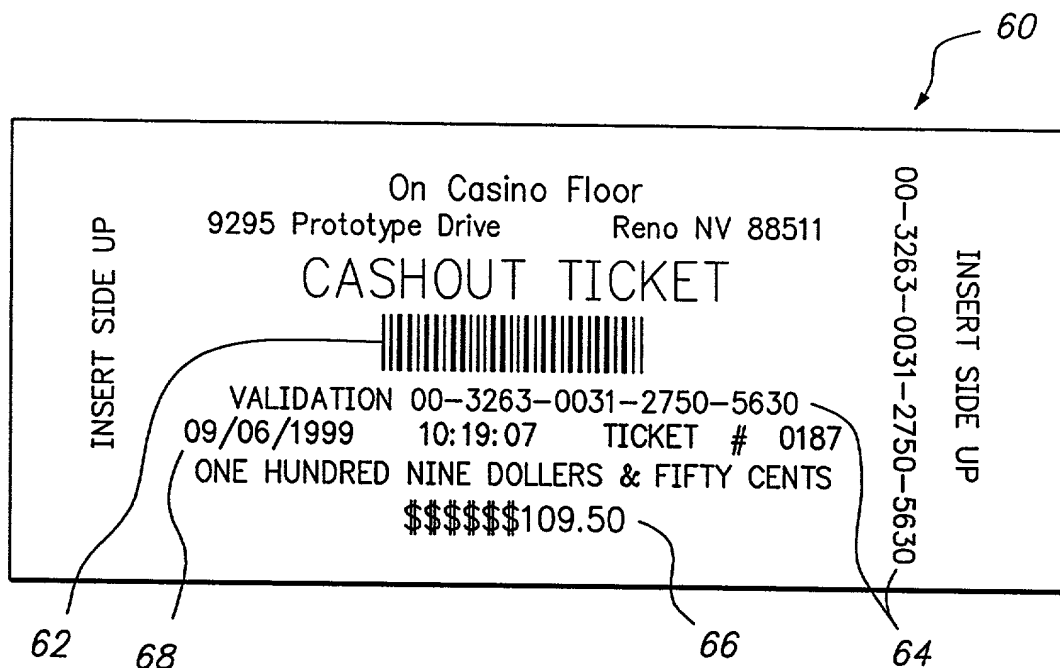 60
On Casino Floor
9295 Prototype Drive Reno NV 88511
CASHOUT TICKET
VALIDATION 00-3263-0031-2750-5630
09/06/1999 10:19:07 TICKET # 0187
ONE HUNDRED NINE DOLLERS & FIFTY CENTS
$$$$$$109.50
INSERT SIDE UP
00-3263-0031-2750-5630
INSERT SIDE UP
62
68
66
64